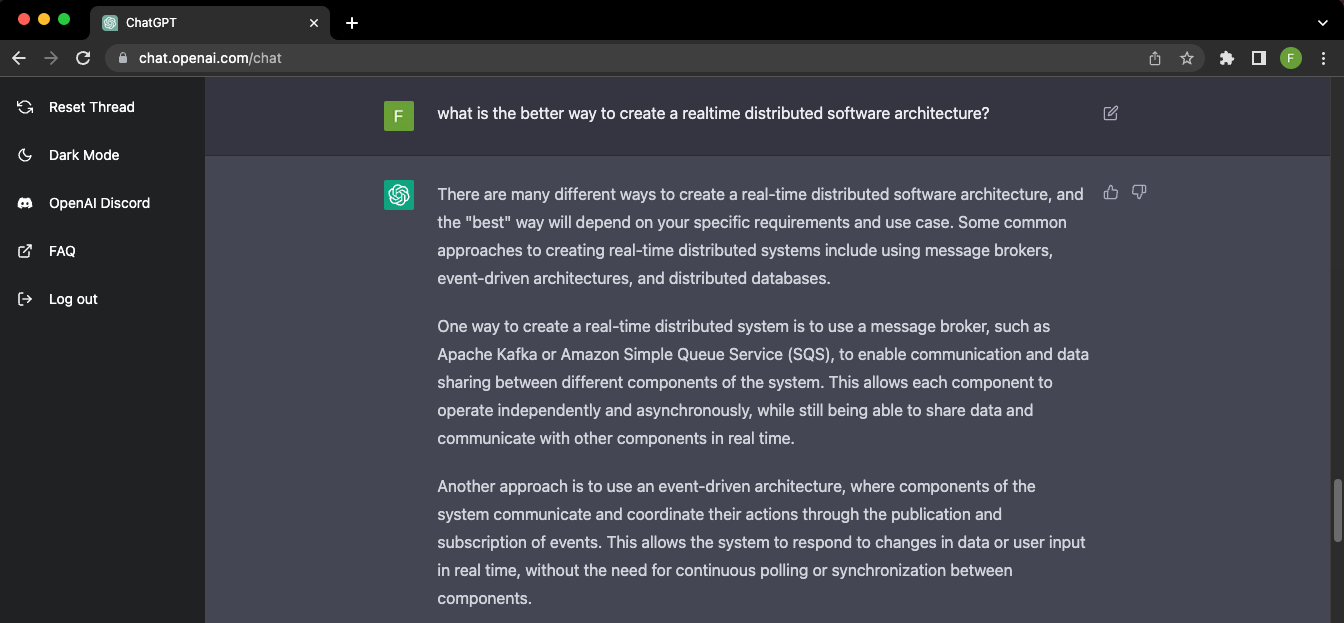 ChatGPT
chat.openai.com/chat
F
Reset Thread
Dark Mode
OpenAI Discord
FAQ
Log out
F
what is the better way to create a realtime distributed software architecture?
There are many different ways to create a real-time distributed software architecture, and
the "best" way will depend on your specific requirements and use case. Some common
approaches to creating real-time distributed systems include using message brokers,
event-driven architectures, and distributed databases.
One way to create a real-time distributed system is to use a message broker, such as
Apache Kafka or Amazon Simple Queue Service (SQS), to enable communication and data
sharing between different components of the system. This allows each component to
operate independently and asynchronously, while still being able to share data and
communicate with other components in real time.
Another approach is to use an event-driven architecture, where components of the
system communicate and coordinate their actions through the publication and
subscription of events. This allows the system to respond to changes in data or user input
in real time, without the need for continuous polling or synchronization between
components.